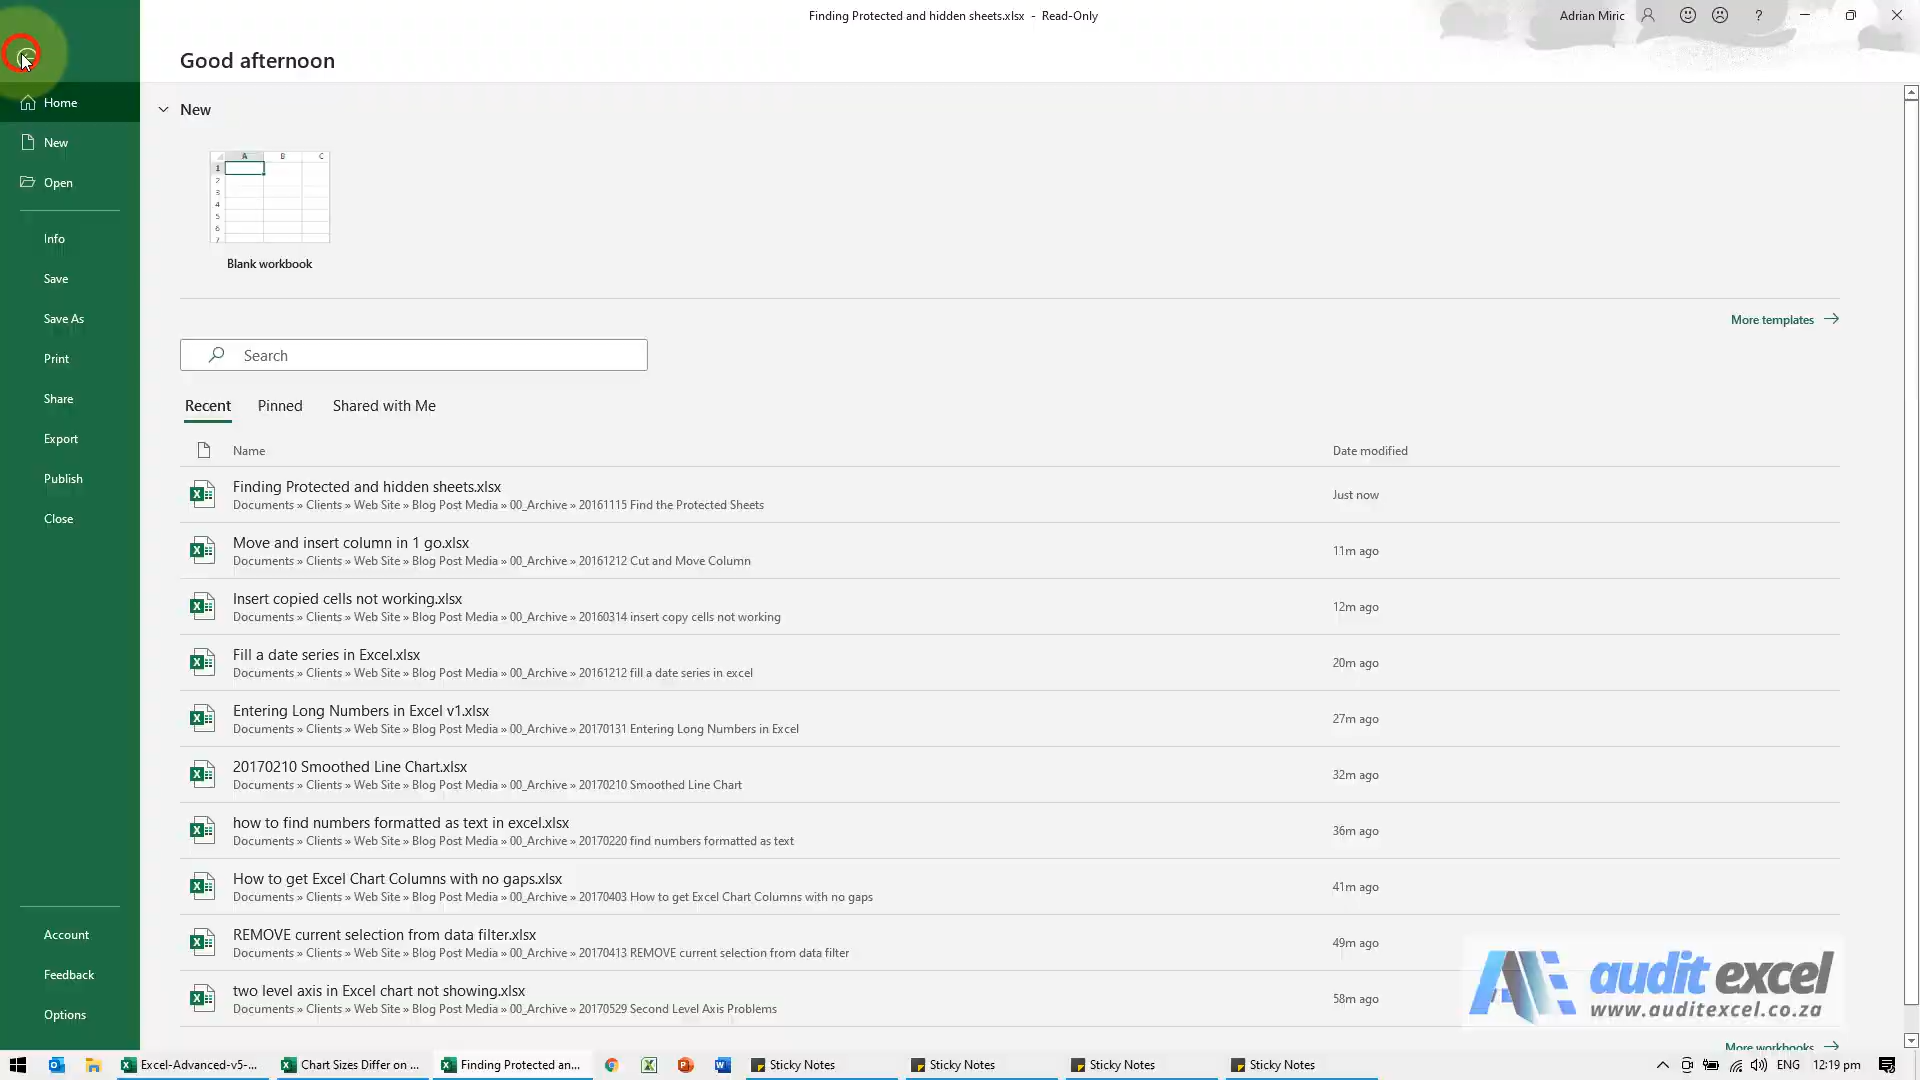 Finding Protected and hidden sheets.xlsx - Read-Only
Adrian Miric
?
Good afternoon
Home
New
Open
Info
Save
Save As
Print
Share
Export
Publish
Close
Account
Feedback
Options
New
A B C
1
2
3
4
5
6
7
Blank workbook
More templates
Search
Recent Pinned Shared with Me
Name Date modified
Finding Protected and hidden sheets.xlsx
Documents » Clients » Web Site » Blog Post Media » 00_Archive » 20161115 Find the Protected Sheets
Just now
Move and insert column in 1 go.xlsx
Documents » Clients » Web Site » Blog Post Media » 00_Archive » 20161212 Cut and Move Column
11m ago
Insert copied cells not working.xlsx
Documents » Clients » Web Site » Blog Post Media » 00_Archive » 20160314 insert copy cells not working
12m ago
Fill a date series in Excel.xlsx
Documents » Clients » Web Site » Blog Post Media » 00_Archive » 20161212 fill a date series in excel
20m ago
Entering Long Numbers in Excel v1.xlsx
Documents » Clients » Web Site » Blog Post Media » 00_Archive » 20170131 Entering Long Numbers in Excel
27m ago
20170210 Smoothed Line Chart.xlsx
Documents » Clients » Web Site » Blog Post Media » 00_Archive » 20170210 Smoothed Line Chart
32m ago
how to find numbers formatted as text in excel.xlsx
Documents » Clients » Web Site » Blog Post Media » 00_Archive » 20170220 find numbers formatted as text
36m ago
How to get Excel Chart Columns with no gaps.xlsx
Documents » Clients » Web Site » Blog Post Media » 00_Archive » 20170403 How to get Excel Chart Columns with no gaps
41m ago
REMOVE current selection from data filter.xlsx
Documents » Clients » Web Site » Blog Post Media » 00_Archive » 20170413 REMOVE current selection from data filter
49m ago
two level axis in Excel chart not showing.xlsx
Documents » Clients » Web Site » Blog Post Media » 00_Archive » 20170529 Second Level Axis Problems
58m ago
audit excel
www.auditexcel.co.za
More workbooks
Excel-Advanced-v5-...
Chart Sizes Differ on ...
Finding Protected an...
Sticky Notes
Sticky Notes
Sticky Notes
Sticky Notes
ENG 12:19 pm